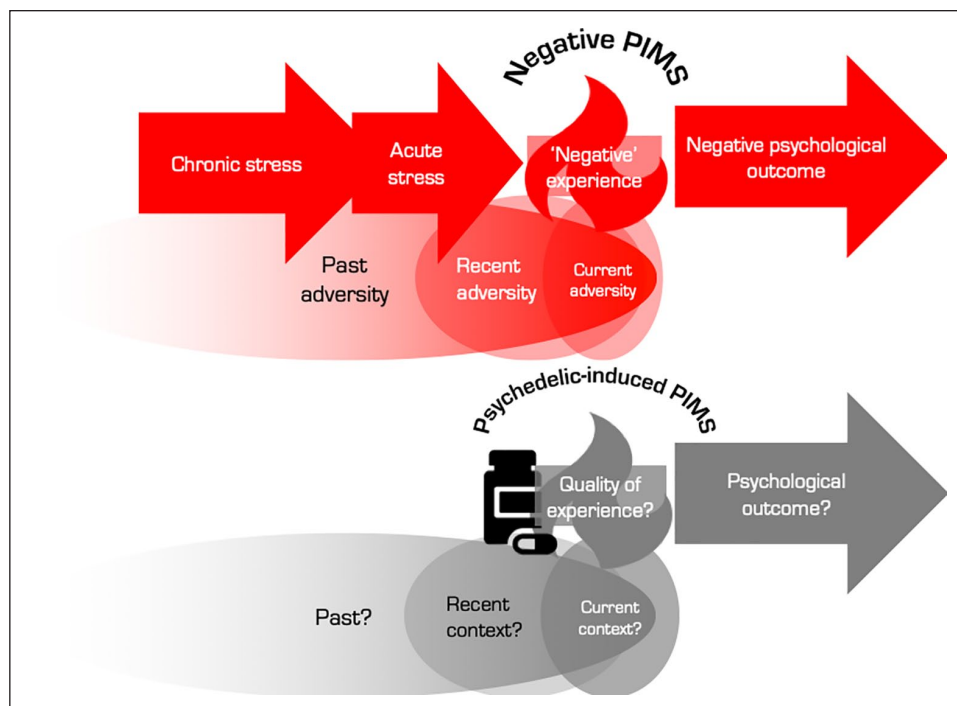 Negative PIMS
Chronic stress
Acute
stress
'Negative'
experience
Negative psychological
outcome
Past
adversity
Recent
adversity
Current
adversity
Psychedelic-induced PIMS
Quality of
experience?
Psychological
outcome?
Past?
Recent
context?
Current
context?